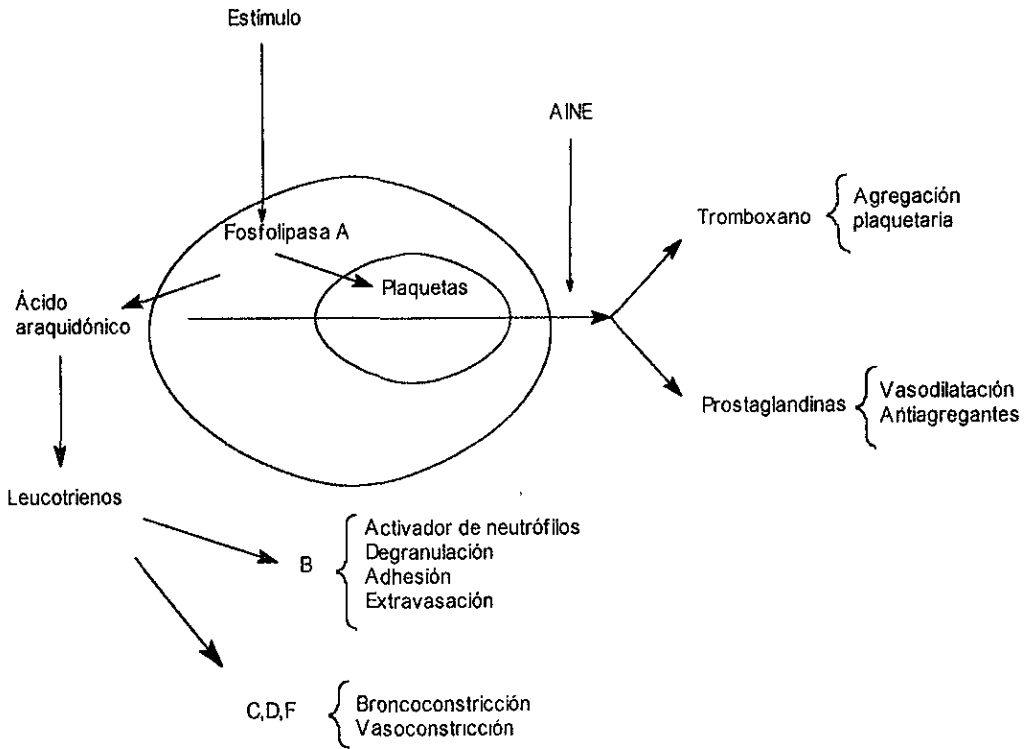 Estímulo
AINE
Tromboxano
Agregación
plaquetaria
Fosfolipasa A
Plaquetas
Ácido
araquidónico
Prostaglandinas
Vasodilatación
Antiagregantes
Leucotrienos
B
Activador de neutrófilos
Degranulación
Adhesión
Extravasación
C,D,F
Broncoconstricción
Vasoconstricción